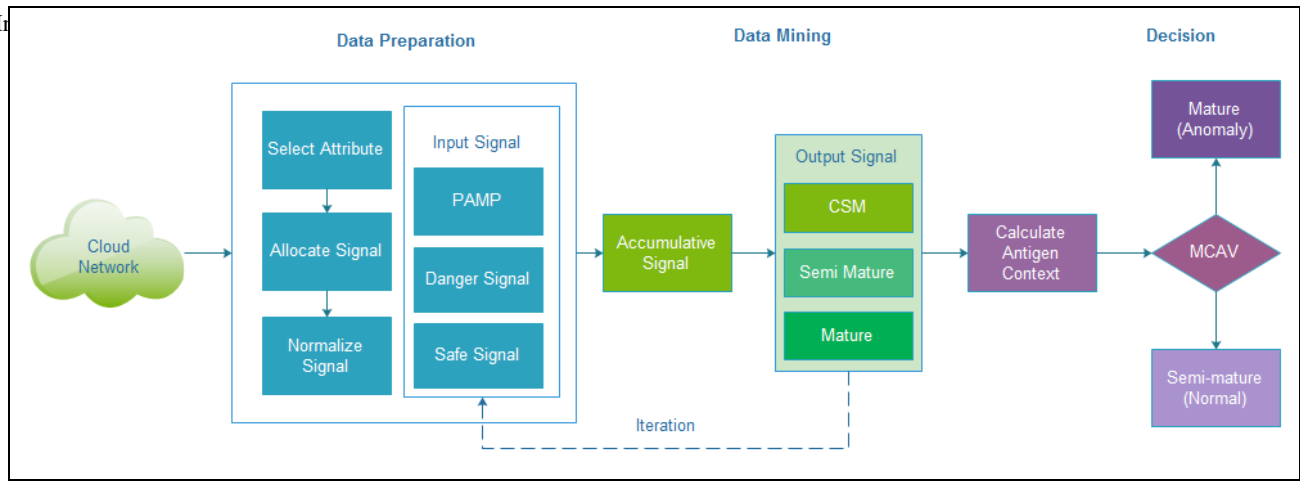 Data Preparation
Data Mining
Decision
Cloud
Network
Select Attribute
Allocate Signal
Normalize
Signal
Input Signal
PAMP
Danger Signal
Safe Signal
Accumulative
Signal
Output Signal
CSM
Semi Mature
Mature
Iteration
Calculate
Antigen
Context
MCAV
Mature
(Anomaly)
Semi-mature
(Normal)